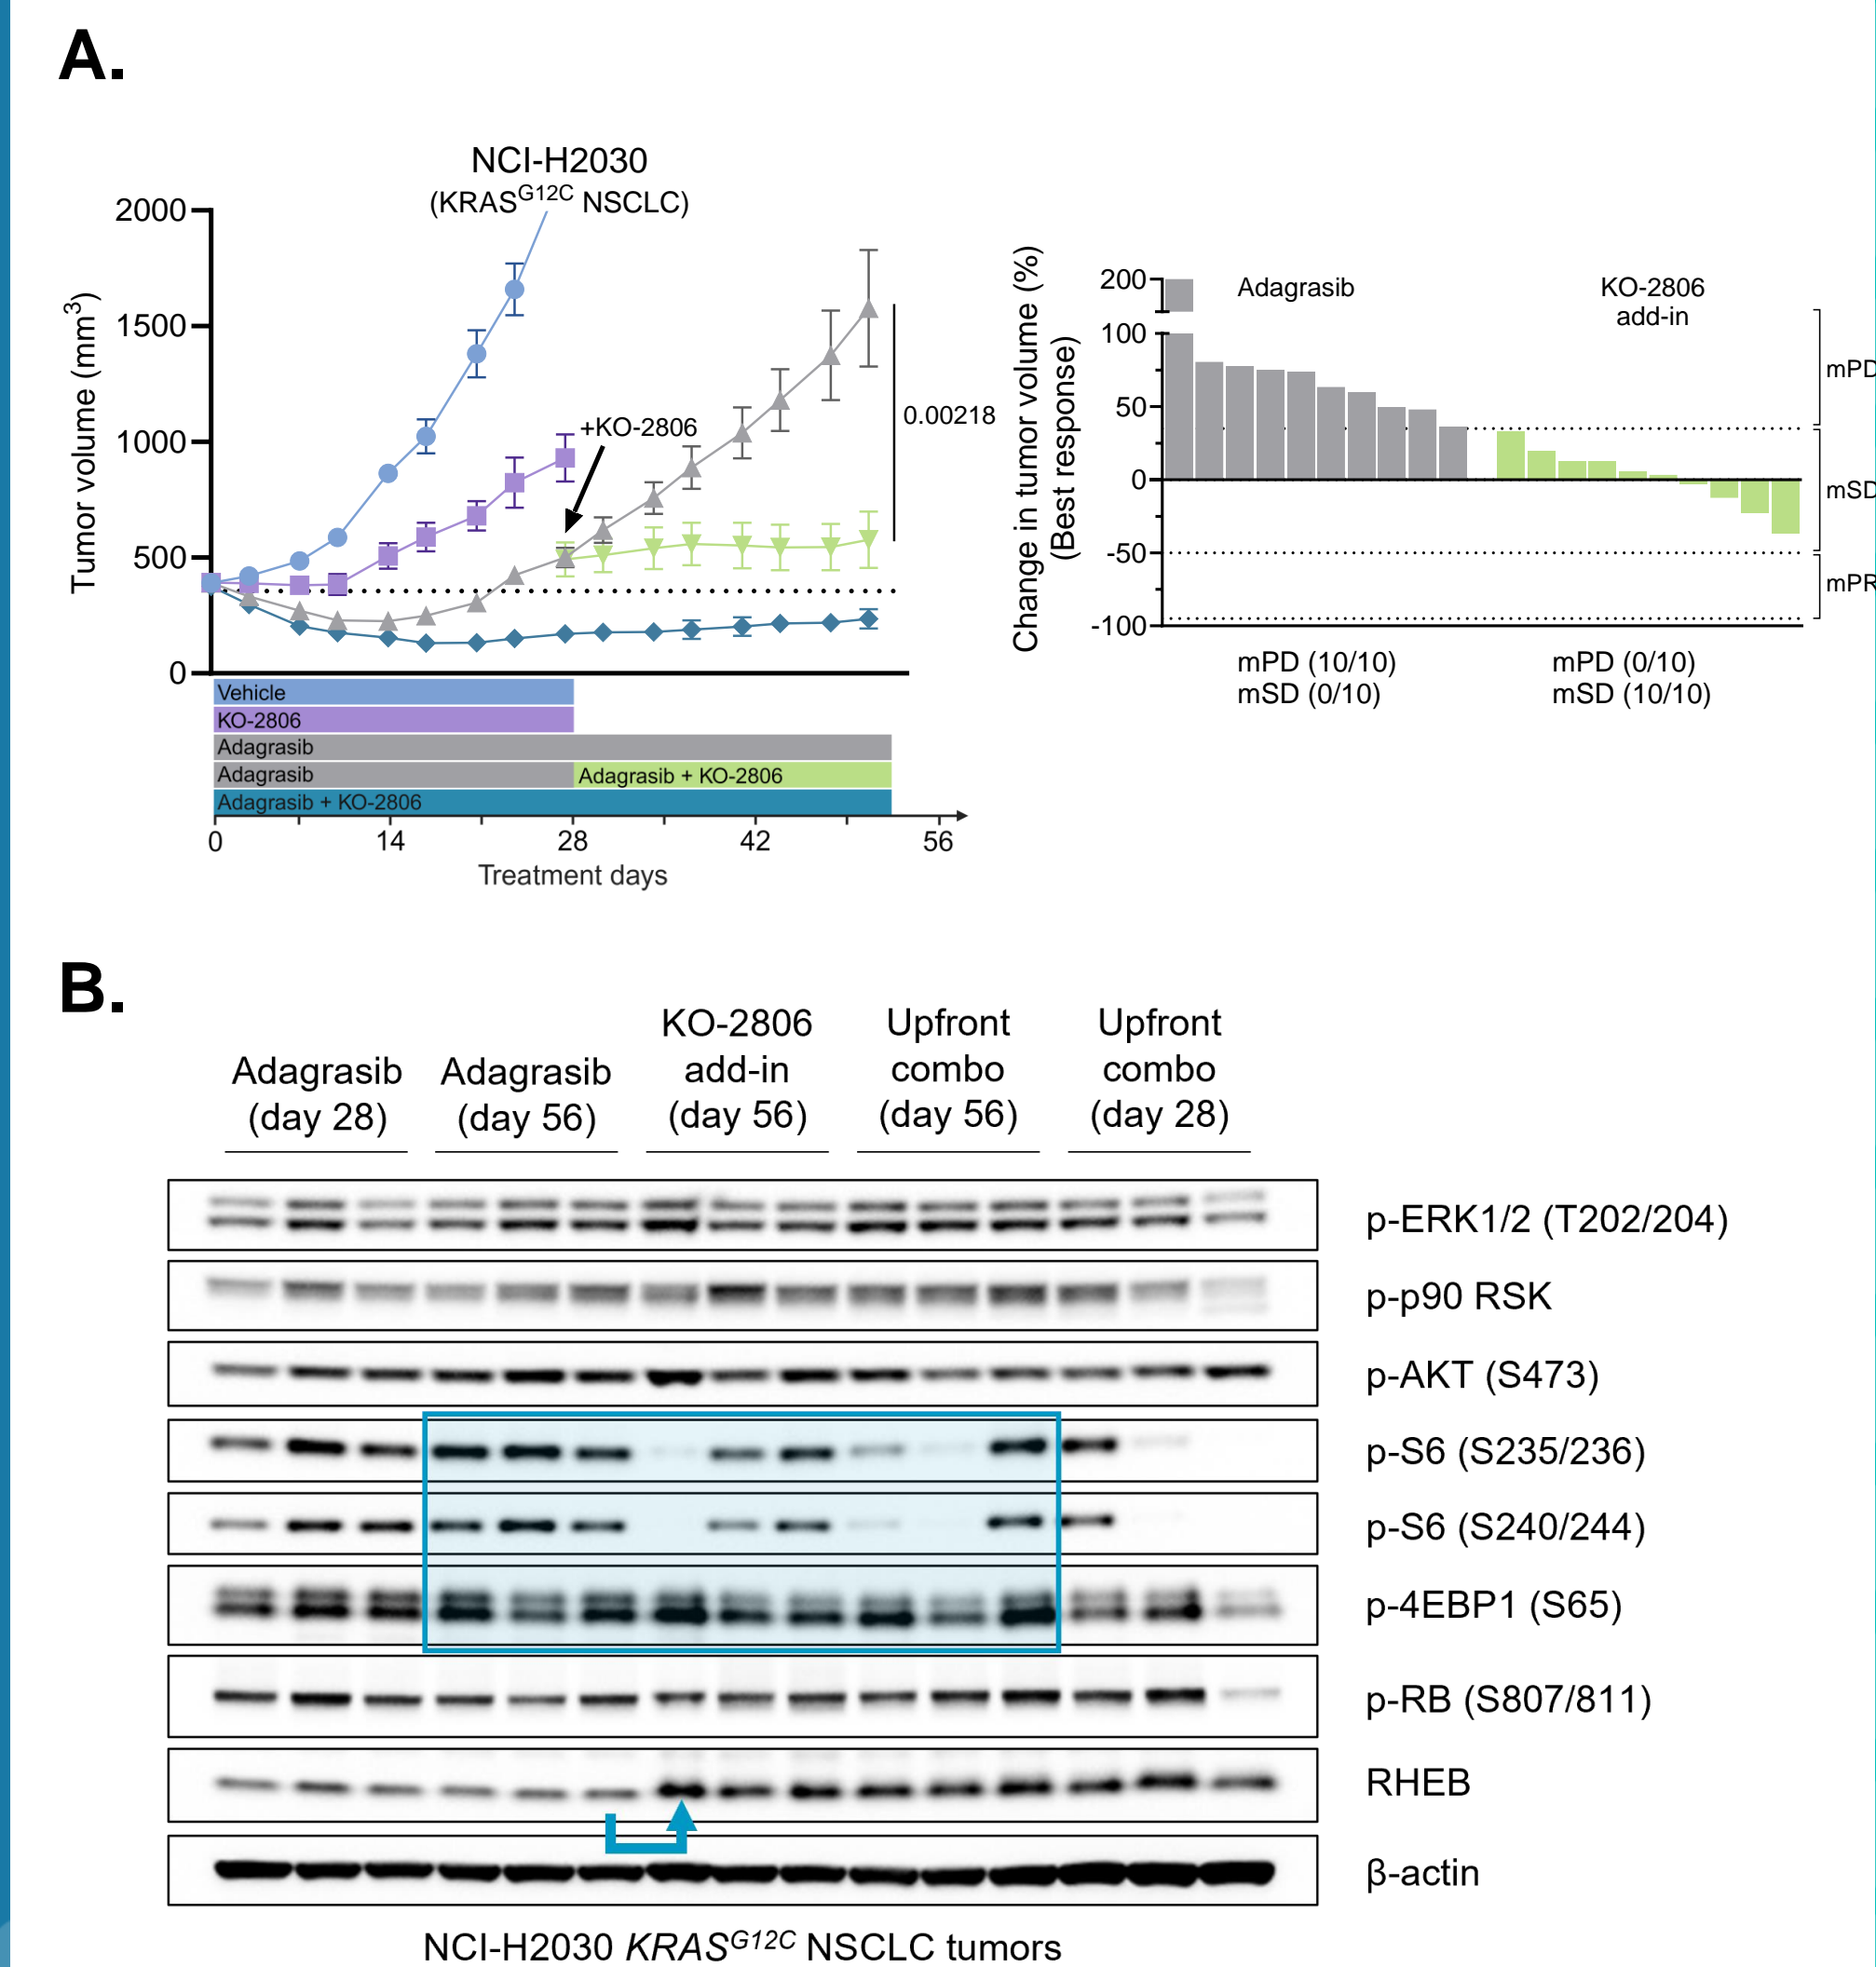 A.
NCI-H2030
(KRASG12C NSCLC)
Tumor volume (mm3)
2000
1500
1000
500
0
+KO-2806
0.00218
Vehicle
KO-2806
Adagrasib
Adagrasib
Adagrasib + KO-2806
Adagrasib + KO-2806
0
14
28
42
56
Treatment days
Change in tumor volume (%)
(Best response)
200
100
50
0
-50
-100
Adagrasib
KO-2806
add-in
mPD
mSD
mPR
mPD (10/10)
mSD (0/10)
mPD (0/10)
mSD (10/10)
B.
Adagrasib
(day 28)
Adagrasib
(day 56)
KO-2806
add-in
(day 56)
Upfront
combo
(day 56)
Upfront
combo
(day 28)
p-ERK1/2 (T202/204)
p-p90 RSK
p-AKT (S473)
p-S6 (S235/236)
p-S6 (S240/244)
p-4EBP1 (S65)
p-RB (S807/811)
RHEB
β-actin
NCI-H2030 KRASG12C NSCLC tumors